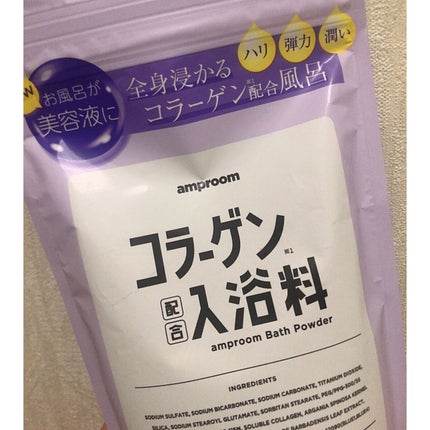 お風呂が
美容液に
全身浸かる
コラーゲン※1配合風呂
ハリ
弾力
潤い
amproom
コラーゲン※1
配合
入浴料
amproom Bath Powder
INGREDIENTS
SODIUM SULFATE, SODIUM BICARBONATE, SODIUM CARBONATE, TITANIUM DIOXIDE,
SILICA, SODIUM STEAROYL GLUTAMATE, SORBITAN STEARATE, PEG/PPG-300/55
SOLUBLE COLLAGEN, ARGANIA SPINOSA KERNEL
BARBADENSIS LEAF EXTRACT,